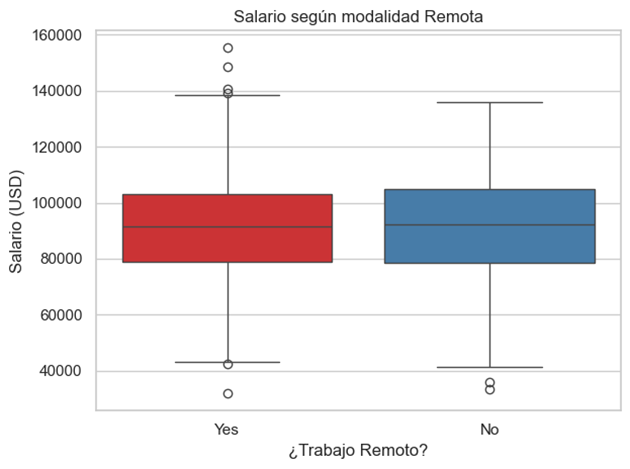 Salario según modalidad Remota
160000
140000
120000
100000
80000
60000
40000
Salario (USD)
Yes
No
¿Trabajo Remoto?